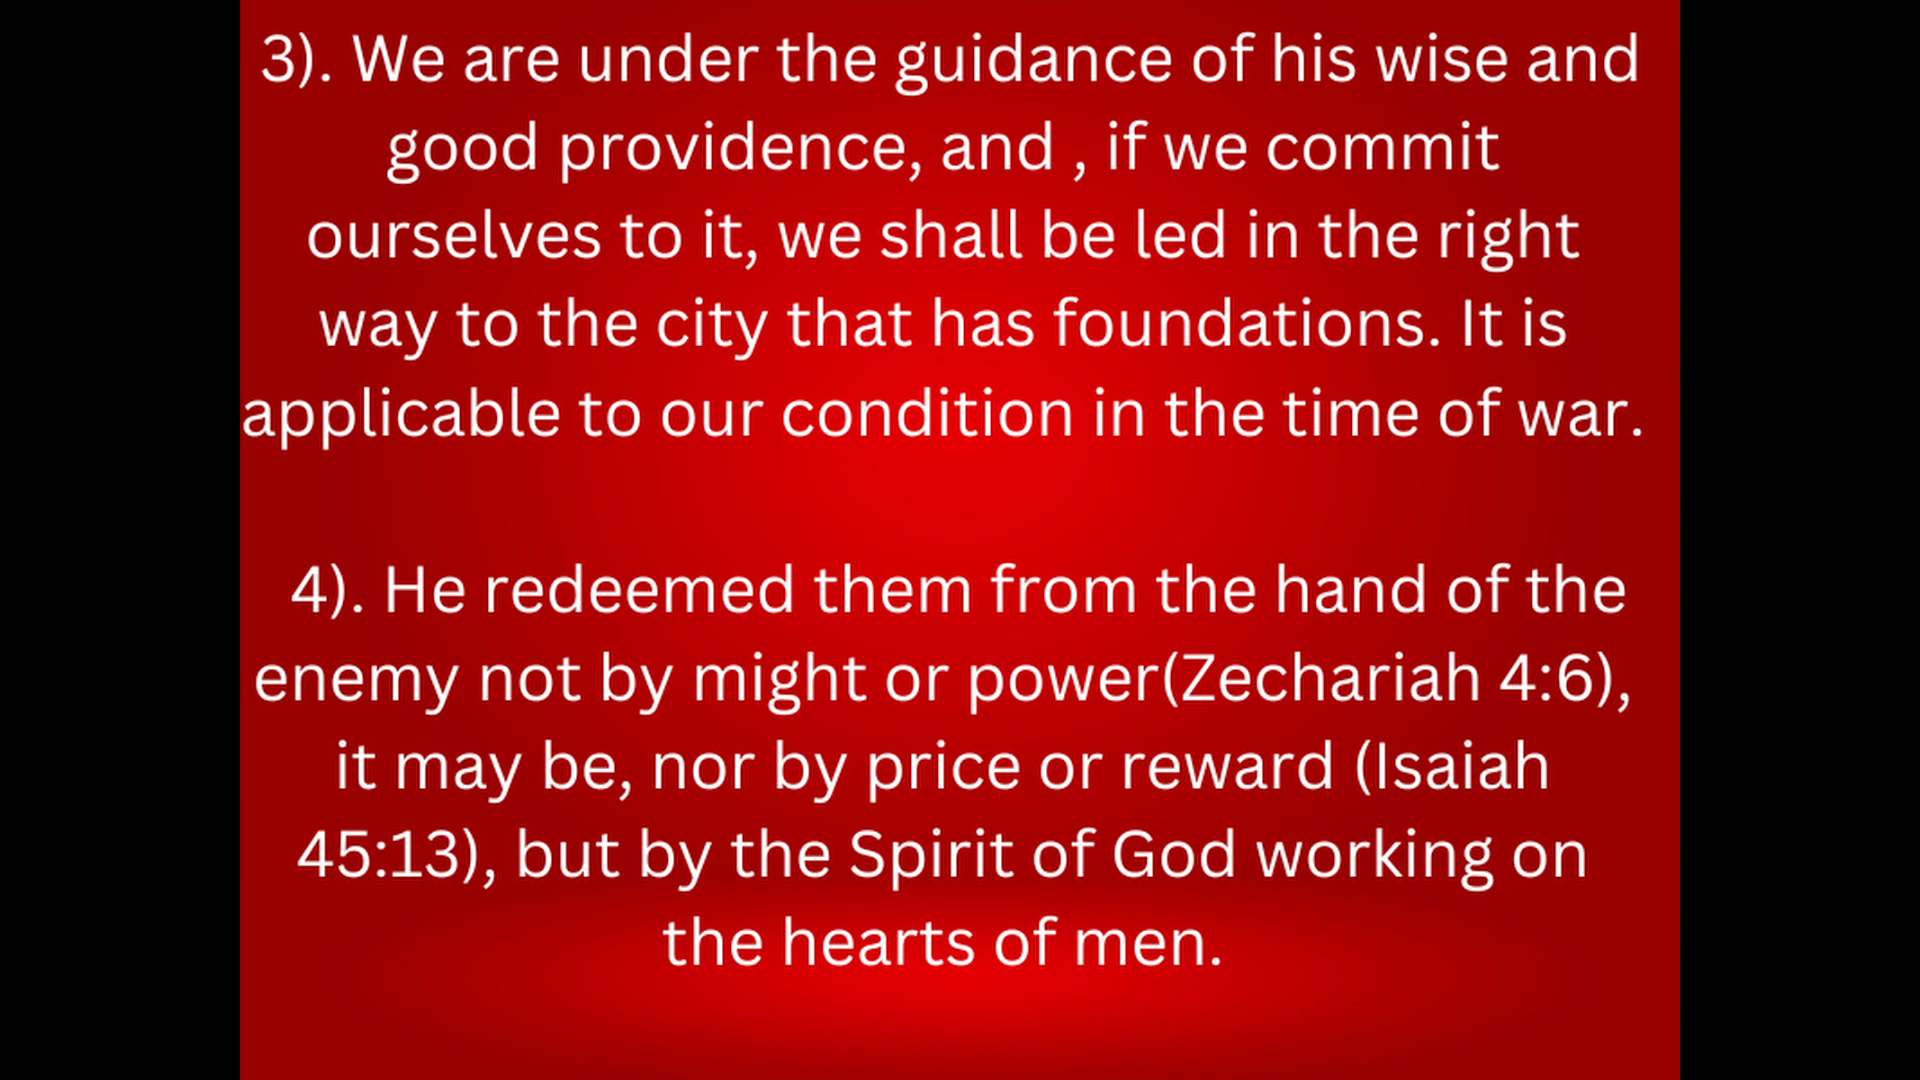 3). We are under the guidance of his wise and
good providence, and , if we commit
ourselves to it, we shall be led in the right
way to the city that has foundations. It is
applicable to our condition in the time of war.
4). He redeemed them from the hand of the
enemy not by might or power(Zechariah 4:6),
it may be, nor by price or reward (Isaiah
45:13), but by the Spirit of God working on
the hearts of men.